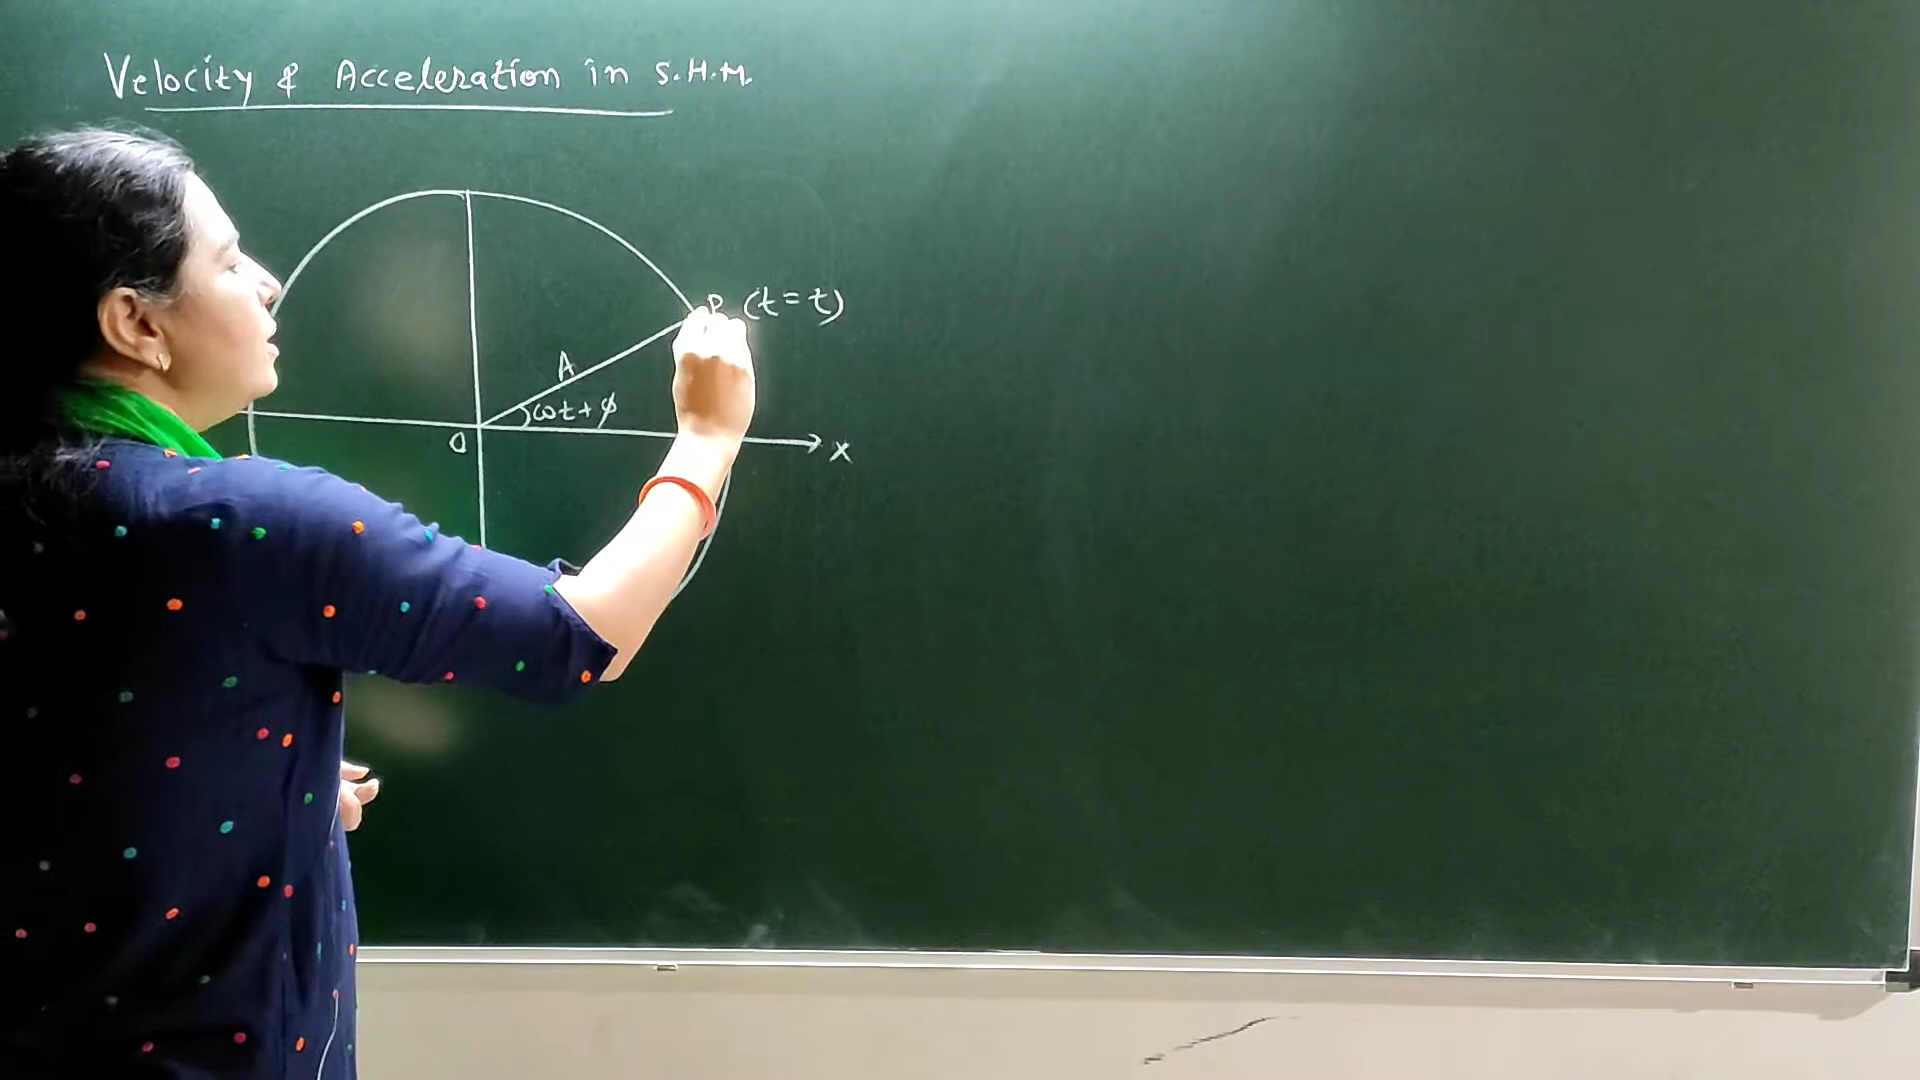 Velocity & Acceleration in S.H.M.
P (t = t)
A
ωt + φ
O
X